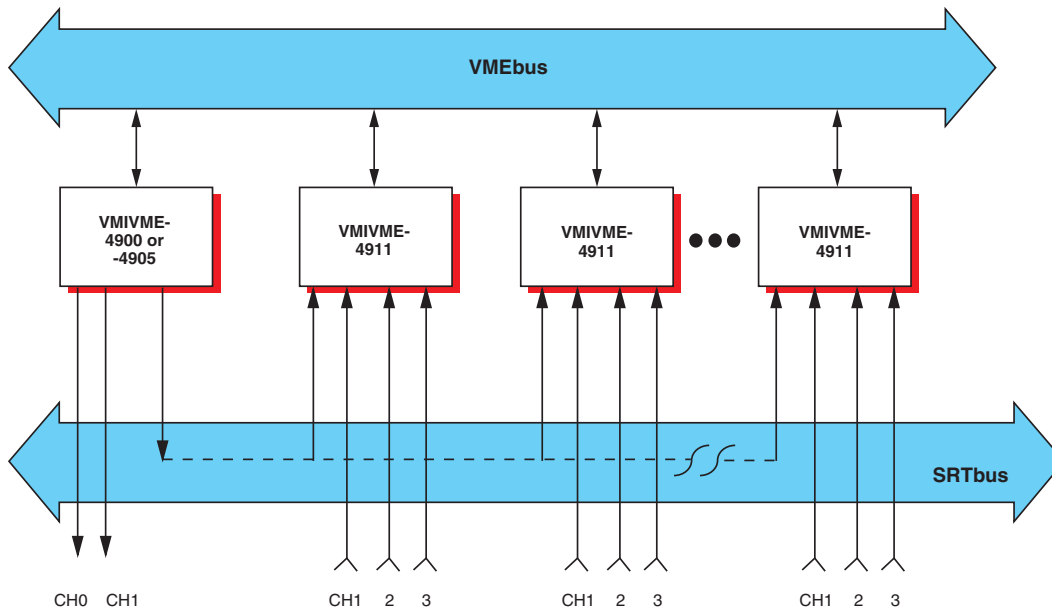 VMEbus
VMIVME-
4900 or
-4905
VMIVME-
4911
VMIVME-
4911
VMIVME-
4911
SRTbus
CH0 CH1 CH1 2 3 CH1 2 3 CH1 2 3